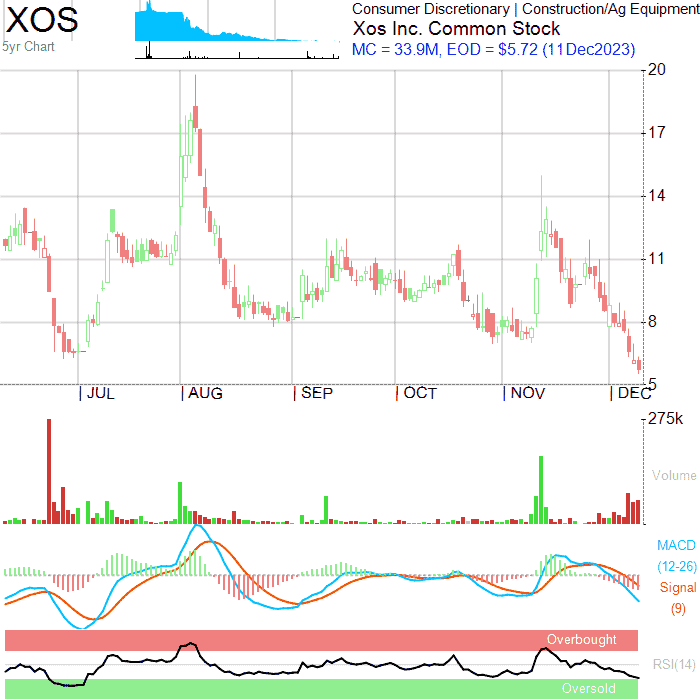 XOS
5yr Chart
Consumer Discretionary | Construction/Ag Equipment
Xos Inc. Common Stock
MC = 33.9M, EOD = $5.72 (11Dec2023)
20
17
14
11
8
5
| JUL | AUG | SEP | OCT | NOV | DEC
275k
Volume
MACD
(12-26)
Signal
(9)
Overbought
RSI(14)
Oversold